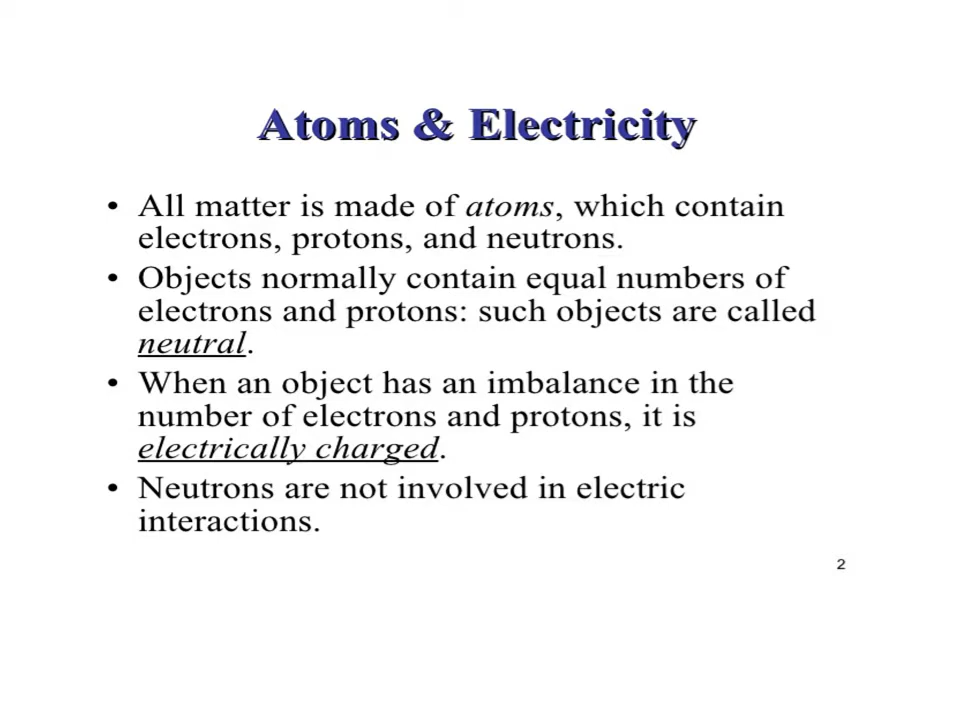 Atoms & Electricity
• All matter is made of atoms, which contain
electrons, protons, and neutrons.
• Objects normally contain equal numbers of
electrons and protons: such objects are called
neutral.
• When an object has an imbalance in the
number of electrons and protons, it is
electrically charged.
• Neutrons are not involved in electric
interactions.
2